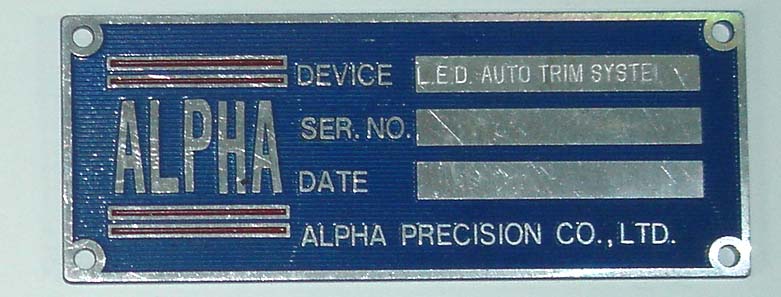 DEVICE L.E.D. AUTO TRIM SYSTE
ALPHA
SER. NO.
DATE
ALPHA PRECISION CO., LTD.